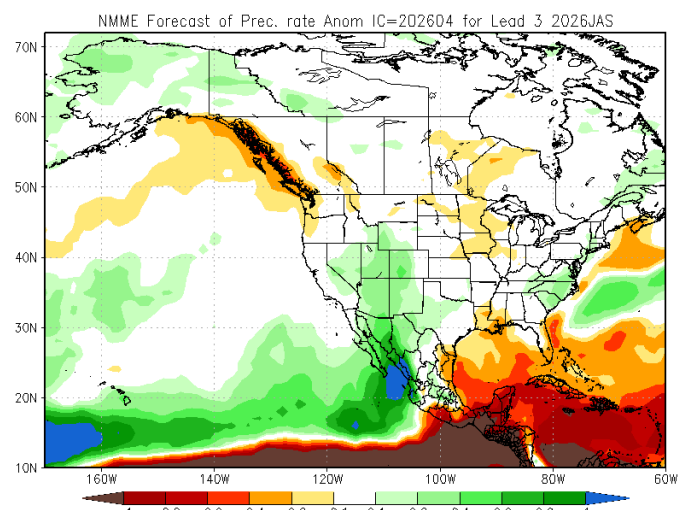 NMME Forecast of Prec. rate Anom IC=202604 for Lead 3 2026JAS
70N
60N
50N
40N
30N
20N
10N
160W 140W 120W 100W 80W 60W